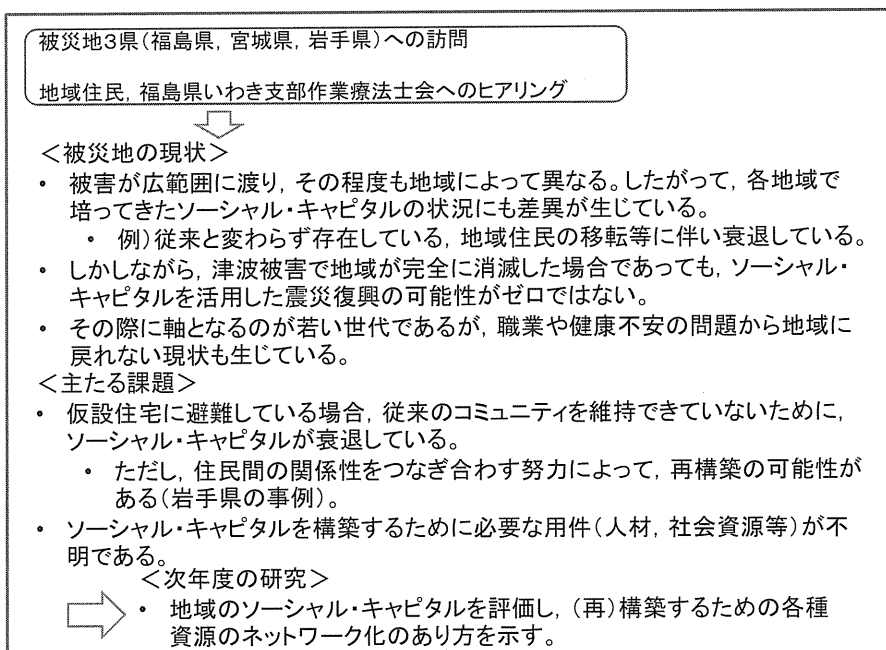 被災地3県(福島県, 宮城県, 岩手県)への訪問
地域住民, 福島県いわき支部作業療法士会へのヒアリング
<被災地の現状>
• 被害が広範囲に渡り, その程度も地域によって異なる。したがって, 各地域で
培ってきたソーシャル・キャピタルの状況にも差異が生じている。
• 例)従来と変わらず存在している, 地域住民の移転等に伴い衰退している。
• しかしながら, 津波被害で地域が完全に消滅した場合であっても, ソーシャル・
キャピタルを活用した震災復興の可能性がゼロではない。
• その際に軸となるのが若い世代であるが, 職業や健康不安の問題から地域に
戻れない現状も生じている。
<主たる課題>
• 仮設住宅に避難している場合, 従来のコミュニティを維持できていないために,
ソーシャル・キャピタルが衰退している。
• ただし, 住民間の関係性をつなぎ合わす努力によって, 再構築の可能性が
ある(岩手県の事例)。
• ソーシャル・キャピタルを構築するために必要な用件(人材, 社会資源等)が不
明である。
<次年度の研究>
• 地域のソーシャル・キャピタルを評価し, (再)構築するための各種
資源のネットワーク化のあり方を示す。